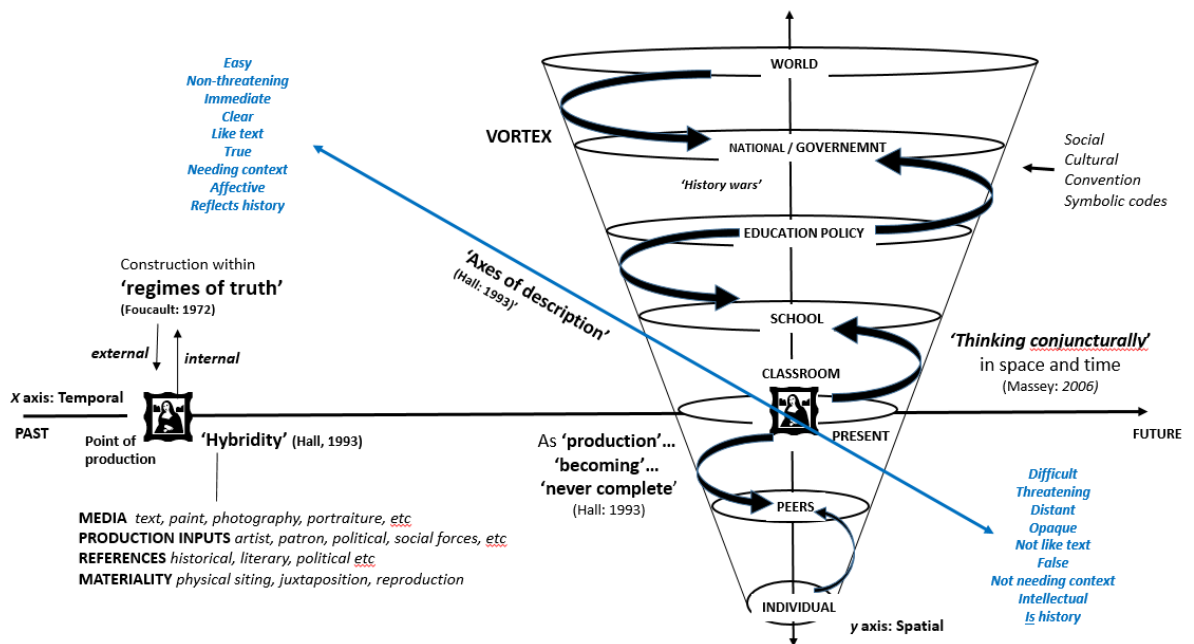 Easy
Non-threatening
Immediate
Clear
Like text
True
Needing context
Affective
Reflects history
VORTEX
WORLD
NATIONAL / GOVERNEMNT
'History wars'
EDUCATION POLICY
SCHOOL
CLASSROOM
PRESENT
PEERS
INDIVIDUAL
Social
Cultural
Convention
Symbolic codes
Construction within
'regimes of truth'
(Foucault: 1972)
external
internal
'Axes of description'
(Hall: 1993)'
'Thinking conjuncturally'
in space and time
(Massey: 2006)
X axis: Temporal
PAST
Point of
production
'Hybridity' (Hall, 1993)
As 'production'...
'becoming'...
'never complete'
(Hall: 1993)
FUTURE
MEDIA text, paint, photography, portraiture, etc
PRODUCTION INPUTS artist, patron, political, social forces, etc
REFERENCES historical, literary, political etc
MATERIALITY physical siting, juxtaposition, reproduction
Difficult
Threatening
Distant
Opaque
Not like text
False
Not needing context
Intellectual
Is history
y axis: Spatial